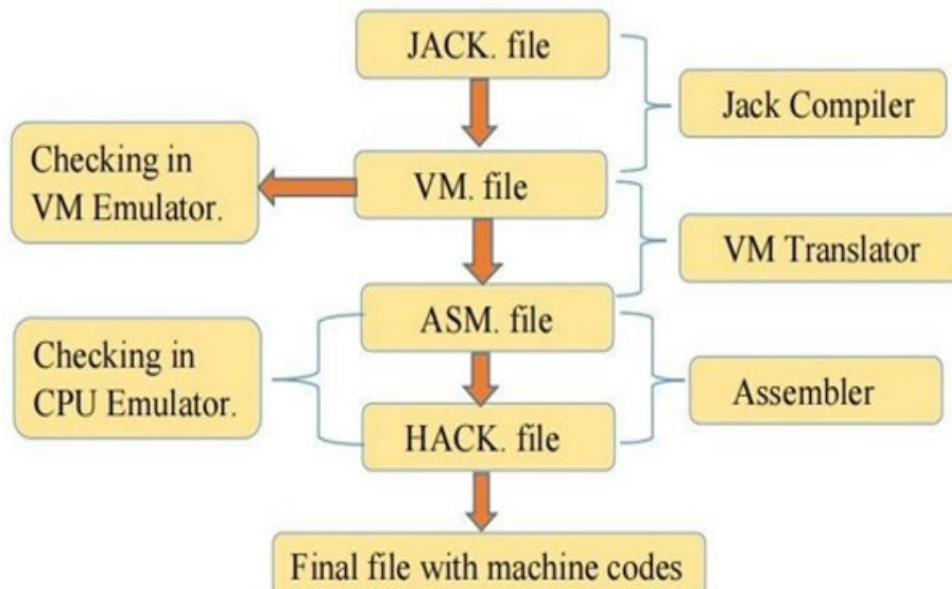 JACK. file
Jack Compiler
Checking in
VM Emulator.
VM. file
VM Translator
ASM. file
Checking in
CPU Emulator.
Assembler
HACK. file
Final file with machine codes